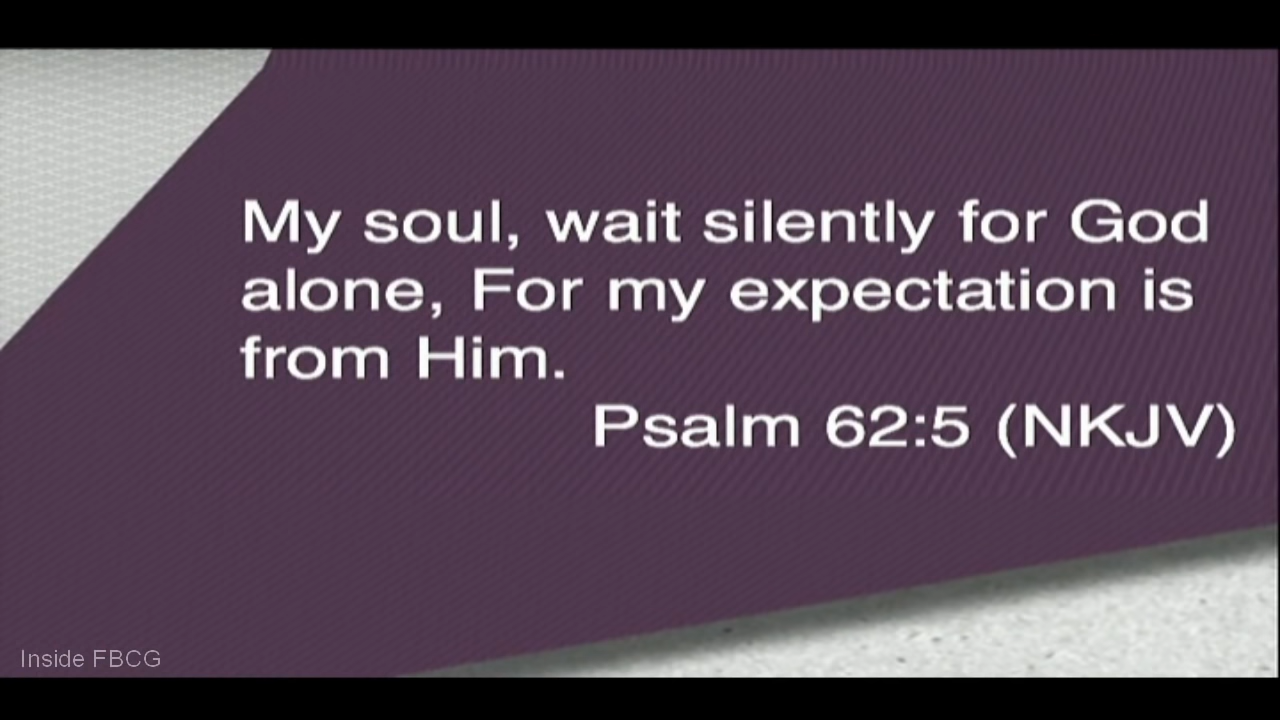 My soul, wait silently for God
alone, For my expectation is
from Him.
Psalm 62:5 (NKJV)
Inside FBCG